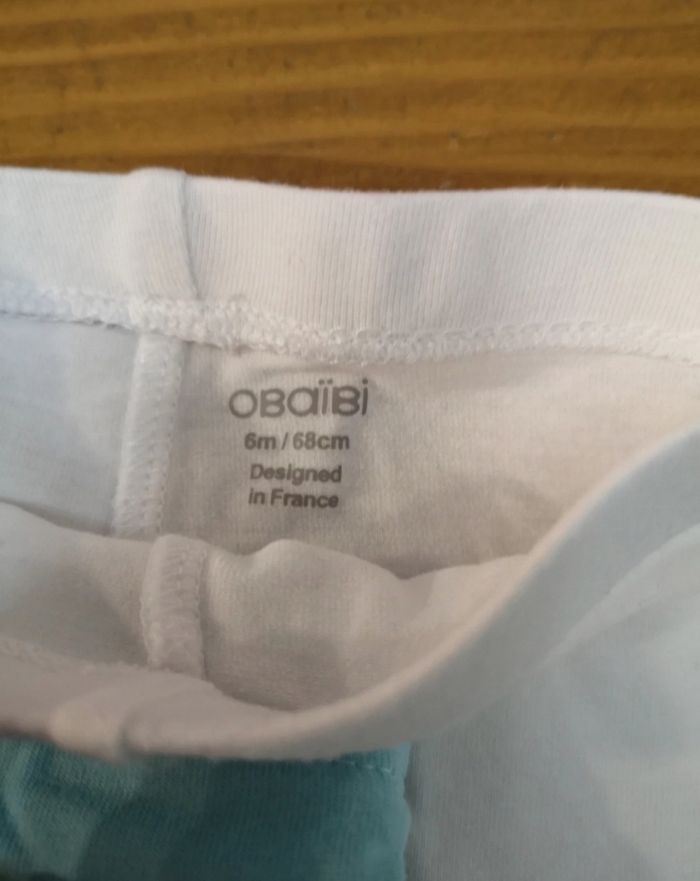 OBaïBi
6m / 68cm
Designed
in France